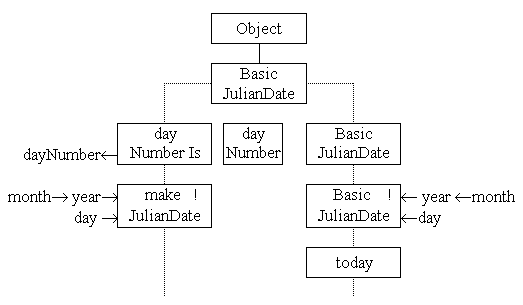 Object
Basic
JulianDate
day
Number Is
day
Number
Basic
JulianDate
dayNumber
month year
day
make !
JulianDate
Basic !
JulianDate
year month
day
today